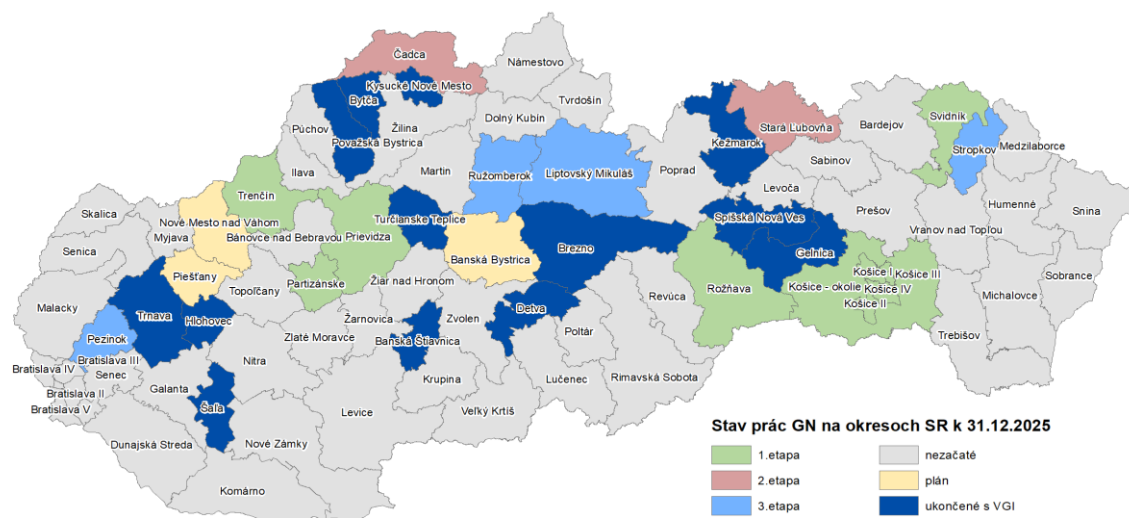 Čadca
Námestovo
Kysucké Nové Mesto
Bytča
Tvrdošín
Dolný Kubín
Svidník
Stará Ľubovňa
Bardejov
Púchov
Žilina
Považská Bystrica
Kežmarok
Stropkov
Medzilaborce
Sabinov
Ilava
Martin
Ružomberok
Liptovský Mikuláš
Poprad
Levoča
Trenčín
Prešov
Humenné
Snina
Skalica
Nové Mesto nad Váhom
Turčianske Teplice
Spišská Nová Ves
Vranov nad Topľou
Myjava
Bánovce nad Bebravou
Prievidza
Senica
Banská Bystrica
Brezno
Gelnica
Piešťany
Partizánske
Žiar nad Hronom
Košice I
Košice III
Sobrance
Topoľčany
Rožňava
Košice - okolie
Košice IV
Michalovce
Malacky
Revúca
Košice II
Trnava
Hlohovec
Žarnovica
Zvolen
Detva
Pezinok
Zlaté Moravce
Banská Štiavnica
Poltár
Trebišov
Bratislava III
Nitra
Bratislava IV
Senec
Krupina
Lučenec
Rimavská Sobota
Bratislava II
Galanta
Bratislava V
Šaľa
Levice
Veľký Krtíš
Dunajská Streda
Nové Zámky
Komárno
Stav prác GN na okresoch SR k 31.12.2025
1.etapa
nezačaté
2.etapa
plán
3.etapa
ukončené s VGI